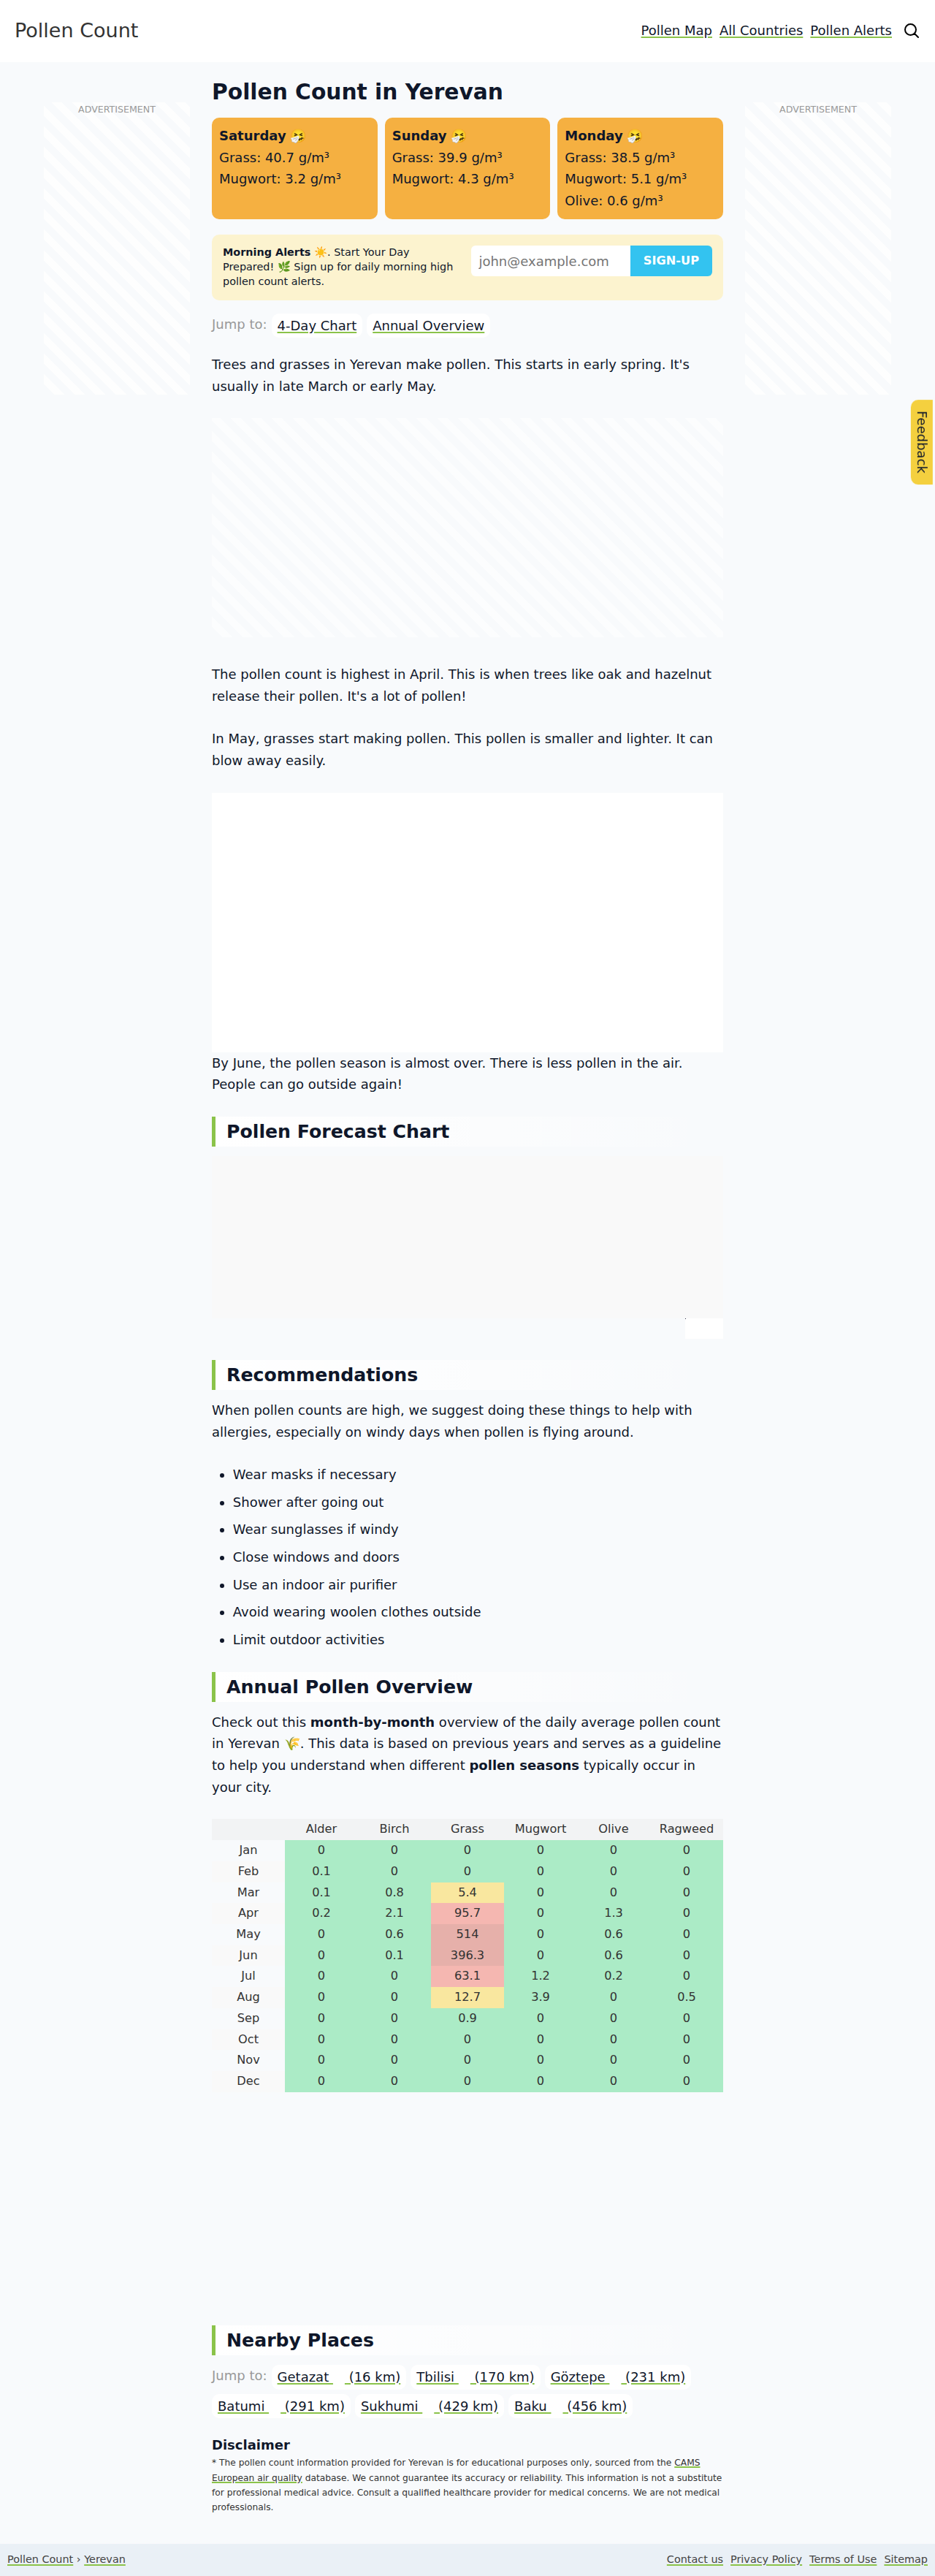 Pollen Count
Pollen Map All Countries Pollen Alerts
ADVERTISEMENT
ADVERTISEMENT
Pollen Count in Yerevan
Saturday 🤧
Grass: 40.7 g/m³
Mugwort: 3.2 g/m³
Sunday 🤧
Grass: 39.9 g/m³
Mugwort: 4.3 g/m³
Monday 🤧
Grass: 38.5 g/m³
Mugwort: 5.1 g/m³
Olive: 0.6 g/m³
Morning Alerts ☀️. Start Your Day
Prepared! 🌿 Sign up for daily morning high
pollen count alerts.
john@example.com SIGN-UP
Jump to: 4-Day Chart Annual Overview
Trees and grasses in Yerevan make pollen. This starts in early spring. It's
usually in late March or early May.
Feedback
The pollen count is highest in April. This is when trees like oak and hazelnut
release their pollen. It's a lot of pollen!
In May, grasses start making pollen. This pollen is smaller and lighter. It can
blow away easily.
By June, the pollen season is almost over. There is less pollen in the air.
People can go outside again!
Pollen Forecast Chart
Recommendations
When pollen counts are high, we suggest doing these things to help with
allergies, especially on windy days when pollen is flying around.
• Wear masks if necessary
• Shower after going out
• Wear sunglasses if windy
• Close windows and doors
• Use an indoor air purifier
• Avoid wearing woolen clothes outside
• Limit outdoor activities
Annual Pollen Overview
Check out this month-by-month overview of the daily average pollen count
in Yerevan 🌾. This data is based on previous years and serves as a guideline
to help you understand when different pollen seasons typically occur in
your city.
Alder Birch Grass Mugwort Olive Ragweed
Jan 0 0 0 0 0 0
Feb 0.1 0 0 0 0 0
Mar 0.1 0.8 5.4 0 0 0
Apr 0.2 2.1 95.7 0 1.3 0
May 0 0.6 514 0 0.6 0
Jun 0 0.1 396.3 0 0.6 0
Jul 0 0 63.1 1.2 0.2 0
Aug 0 0 12.7 3.9 0 0.5
Sep 0 0 0.9 0 0 0
Oct 0 0 0 0 0 0
Nov 0 0 0 0 0 0
Dec 0 0 0 0 0 0
Nearby Places
Jump to: Getazat (16 km) Tbilisi (170 km) Göztepe (231 km)
Batumi (291 km) Sukhumi (429 km) Baku (456 km)
Disclaimer
* The pollen count information provided for Yerevan is for educational purposes only, sourced from the CAMS
European air quality database. We cannot guarantee its accuracy or reliability. This information is not a substitute
for professional medical advice. Consult a qualified healthcare provider for medical concerns. We are not medical
professionals.
Pollen Count › Yerevan
Contact us Privacy Policy Terms of Use Sitemap